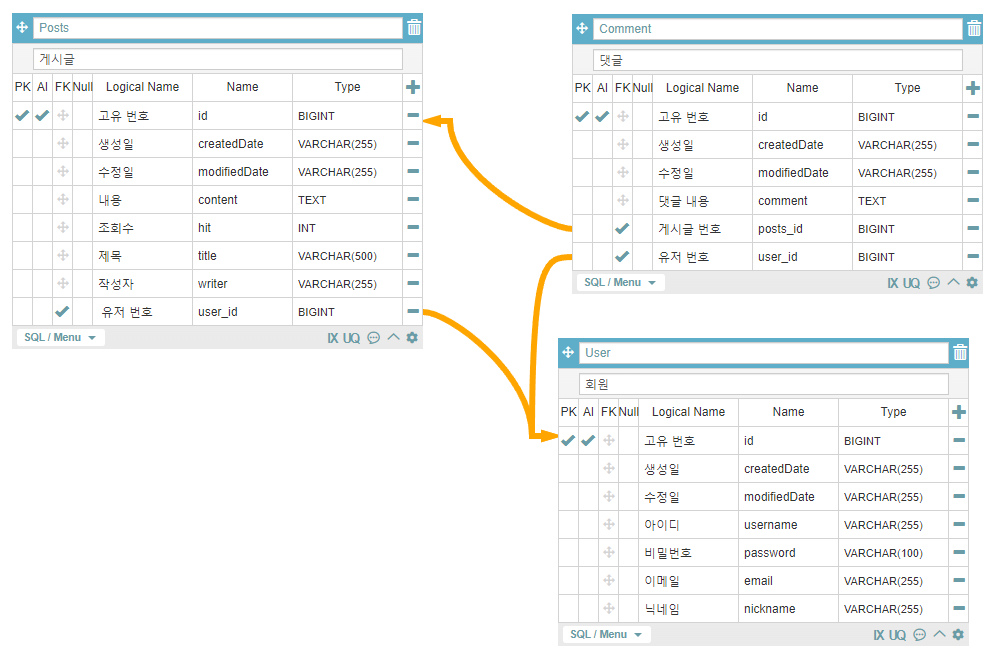 Posts
게시글
PK AI FK Null Logical Name Name Type
고유 번호 id BIGINT
생성일 createdDate VARCHAR(255)
수정일 modifiedDate VARCHAR(255)
내용 content TEXT
조회수 hit INT
제목 title VARCHAR(500)
작성자 writer VARCHAR(255)
유저 번호 user_id BIGINT
SQL / Menu IX UQ
Comment
댓글
PK AI FK Null Logical Name Name Type
고유 번호 id BIGINT
생성일 createdDate VARCHAR(255)
수정일 modifiedDate VARCHAR(255)
댓글 내용 comment TEXT
게시글 번호 posts_id BIGINT
유저 번호 user_id BIGINT
SQL / Menu IX UQ
User
회원
PK AI FK Null Logical Name Name Type
고유 번호 id BIGINT
생성일 createdDate VARCHAR(255)
수정일 modifiedDate VARCHAR(255)
아이디 username VARCHAR(255)
비밀번호 password VARCHAR(100)
이메일 email VARCHAR(255)
닉네임 nickname VARCHAR(255)
SQL / Menu IX UQ